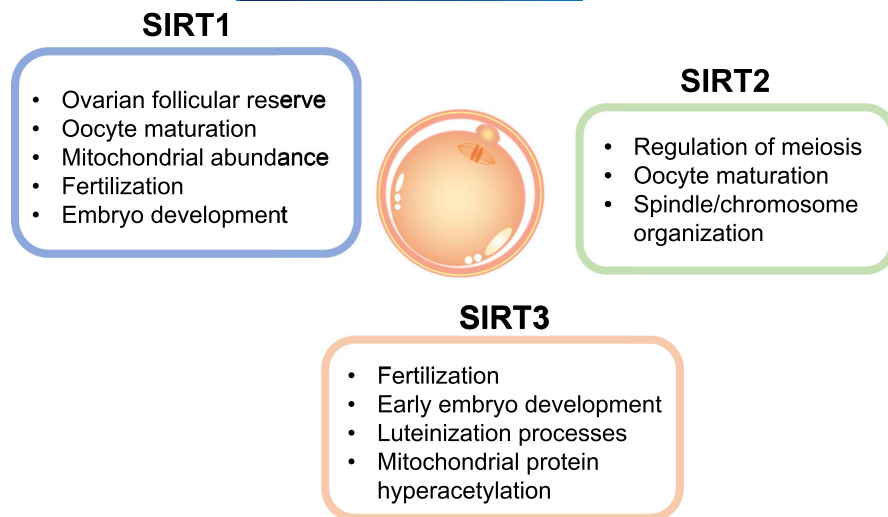 SIRT1
• Ovarian follicular reserve
• Oocyte maturation
• Mitochondrial abundance
• Fertilization
• Embryo development
SIRT2
• Regulation of meiosis
• Oocyte maturation
• Spindle/chromosome
organization
SIRT3
• Fertilization
• Early embryo development
• Luteinization processes
• Mitochondrial protein
hyperacetylation